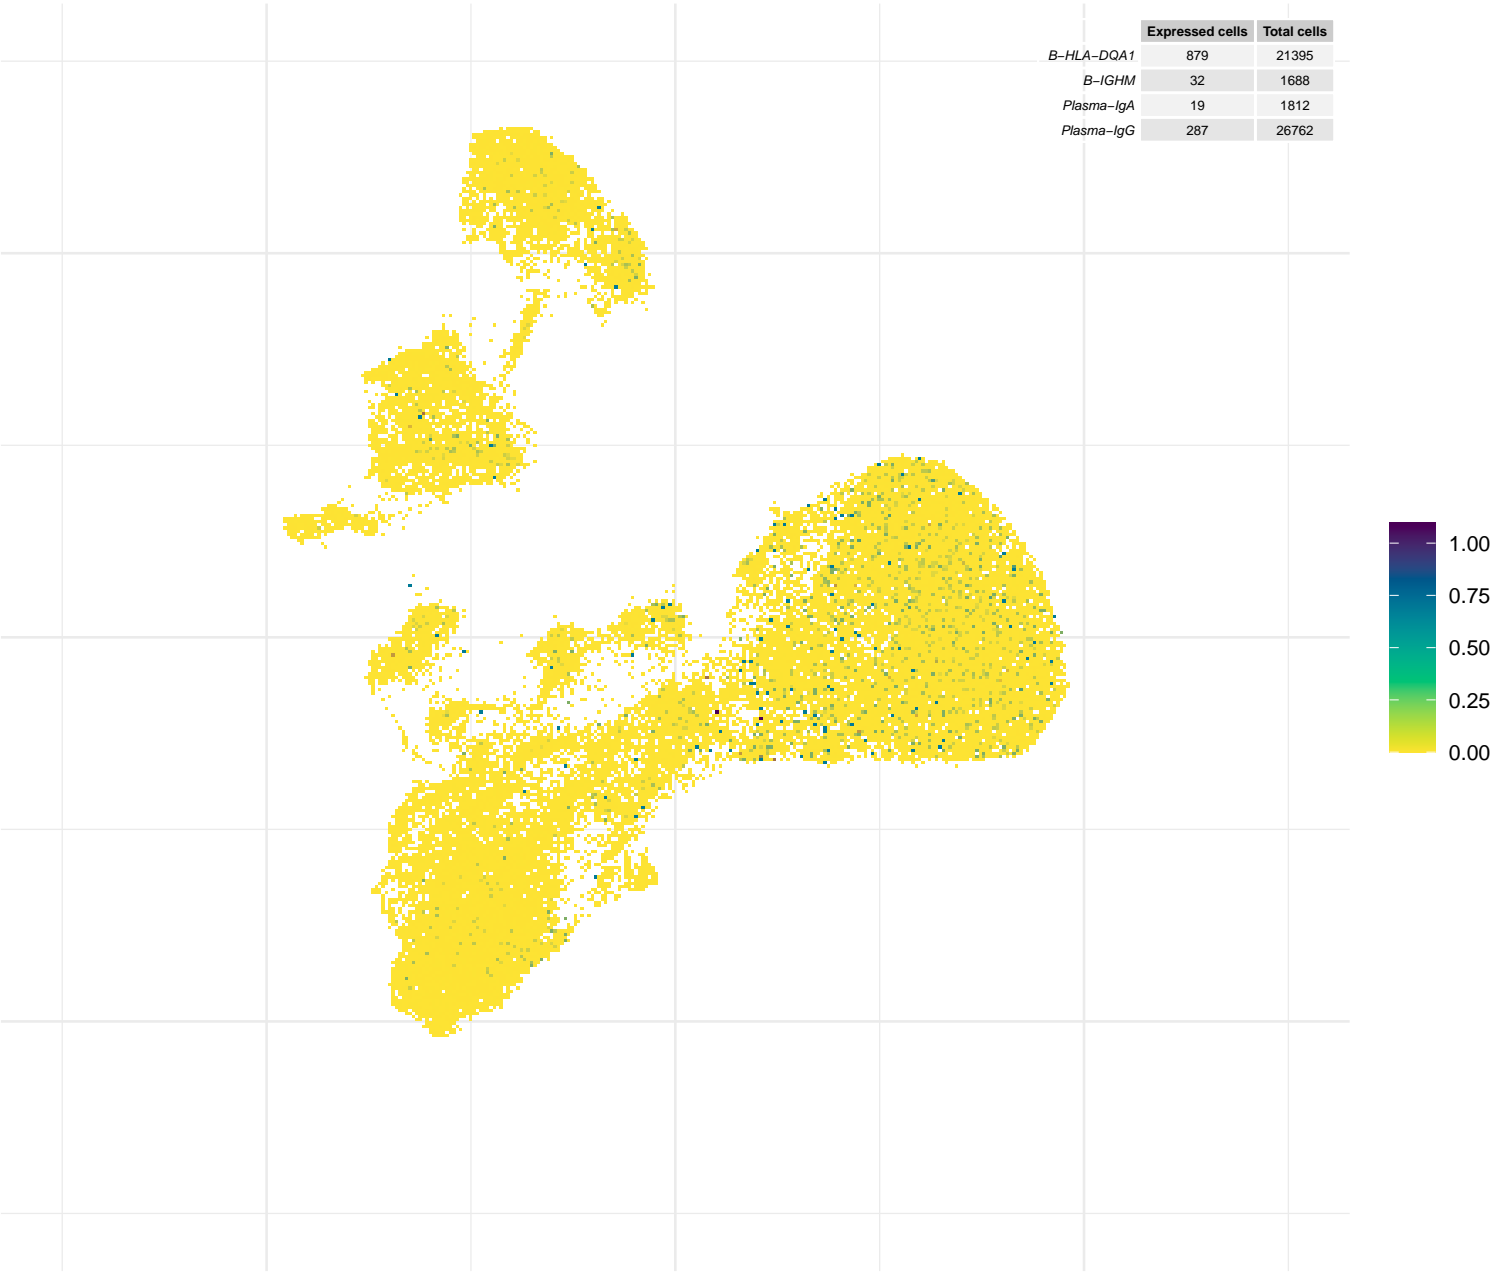 Expressed cells Total cells
B−HLA−DQA1 879 21395
B−IGHM 32 1688
Plasma−IgA 19 1812
Plasma−IgG 287 26762
1.00
0.75
0.50
0.25
0.00